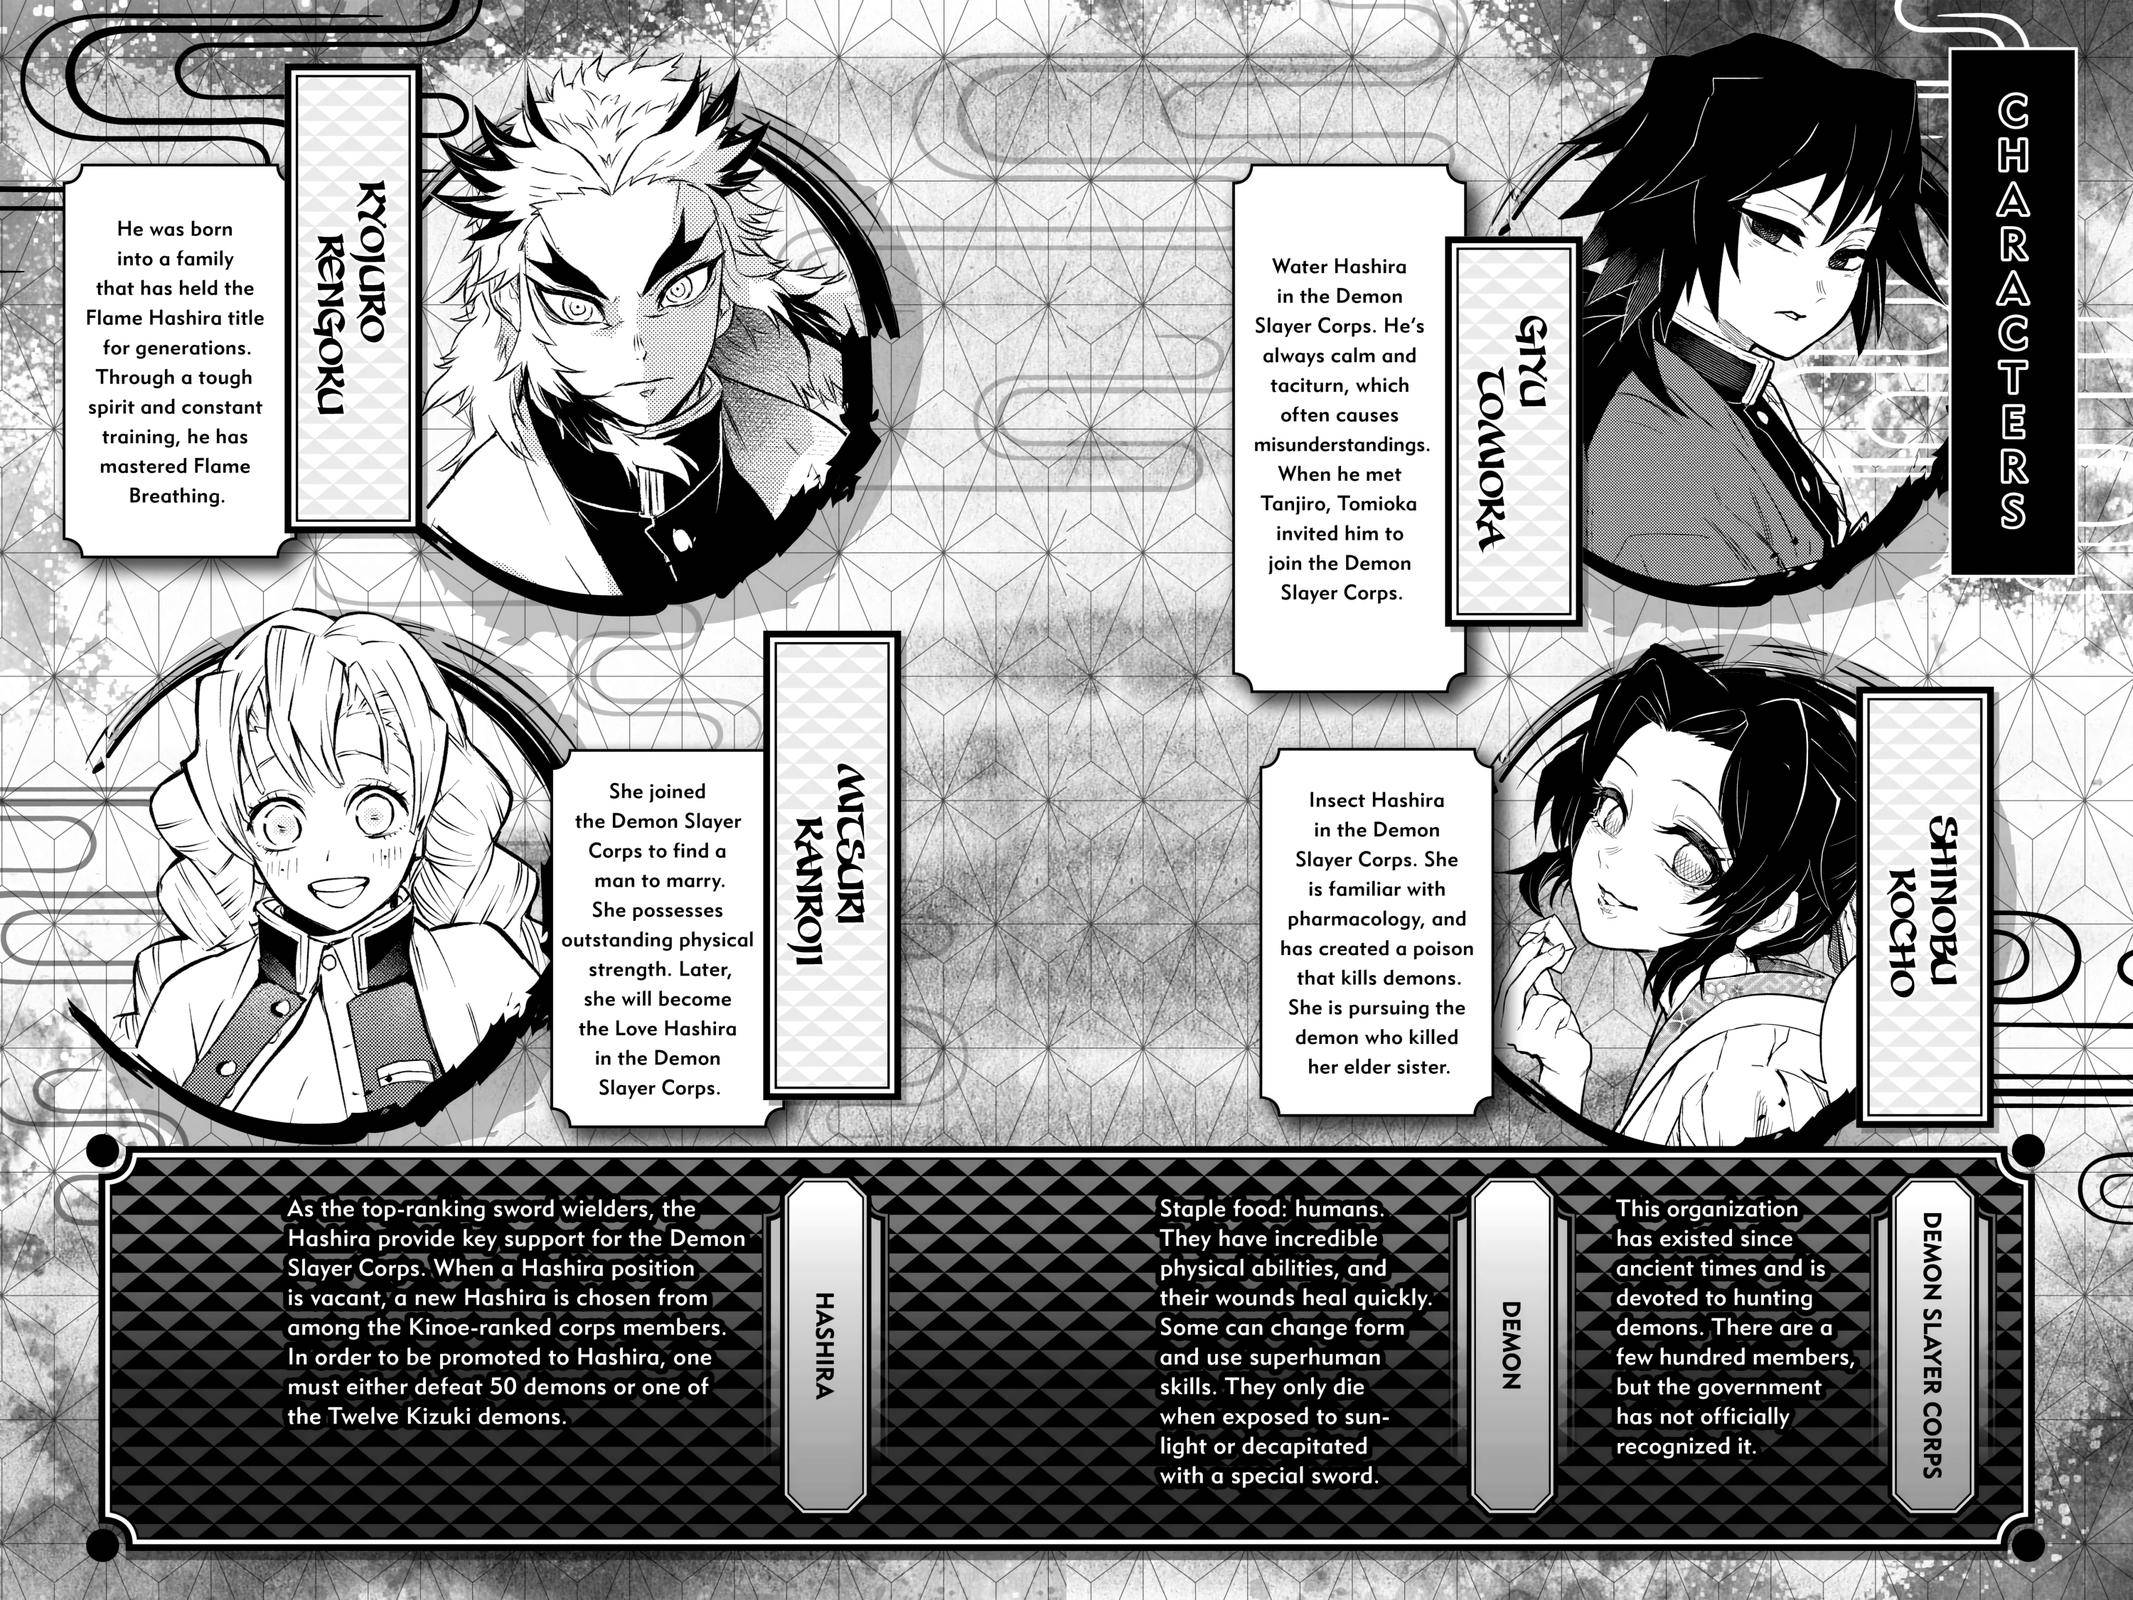 CHARACTERS
GIYU
TOMIOKA
Water Hashira
in the Demon
Slayer Corps. He's
always calm and
taciturn, which
often causes
misunderstandings.
When he met
Tanjiro, Tomioka
invited him to
join the Demon
Slayer Corps.
SHINOBU
KOCHO
Insect Hashira
in the Demon
Slayer Corps. She
is familiar with
pharmacology, and
has created a poison
that kills demons.
She is pursuing the
demon who killed
her elder sister.
KYOJURO
RENGOKU
He was born
into a family
that has held the
Flame Hashira title
for generations.
Through a tough
spirit and constant
training, he has
mastered Flame
Breathing.
MITSURI
KANROJI
She joined
the Demon Slayer
Corps to find a
man to marry.
She possesses
outstanding physical
strength. Later,
she will become
the Love Hashira
in the Demon
Slayer Corps.
DEMON SLAYER CORPS
This organization
has existed since
ancient times and is
devoted to hunting
demons. There are a
few hundred members,
but the government
has not officially
recognized it.
DEMON
Staple food: humans.
They have incredible
physical abilities, and
their wounds heal quickly.
Some can change form
and use superhuman
skills. They only die
when exposed to sun-
light or decapitated
with a special sword.
HASHIRA
As the top-ranking sword wielders, the
Hashira provide key support for the Demon
Slayer Corps. When a Hashira position
is vacant, a new Hashira is chosen from
among the Kinoe-ranked corps members.
In order to be promoted to Hashira, one
must either defeat 50 demons or one of
the Twelve Kizuki demons.